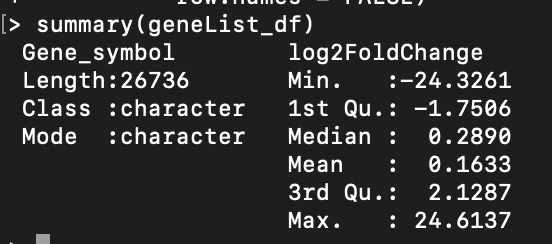 row.names = FALSE)
[> summary(geneList_df)
 Gene_symbol        log2FoldChange
 Length:26736       Min.   :-24.3261
 Class :character   1st Qu.: -1.7506
 Mode  :character   Median :  0.2890
                    Mean   :  0.1633
                    3rd Qu.:  2.1287
                    Max.   : 24.6137
>